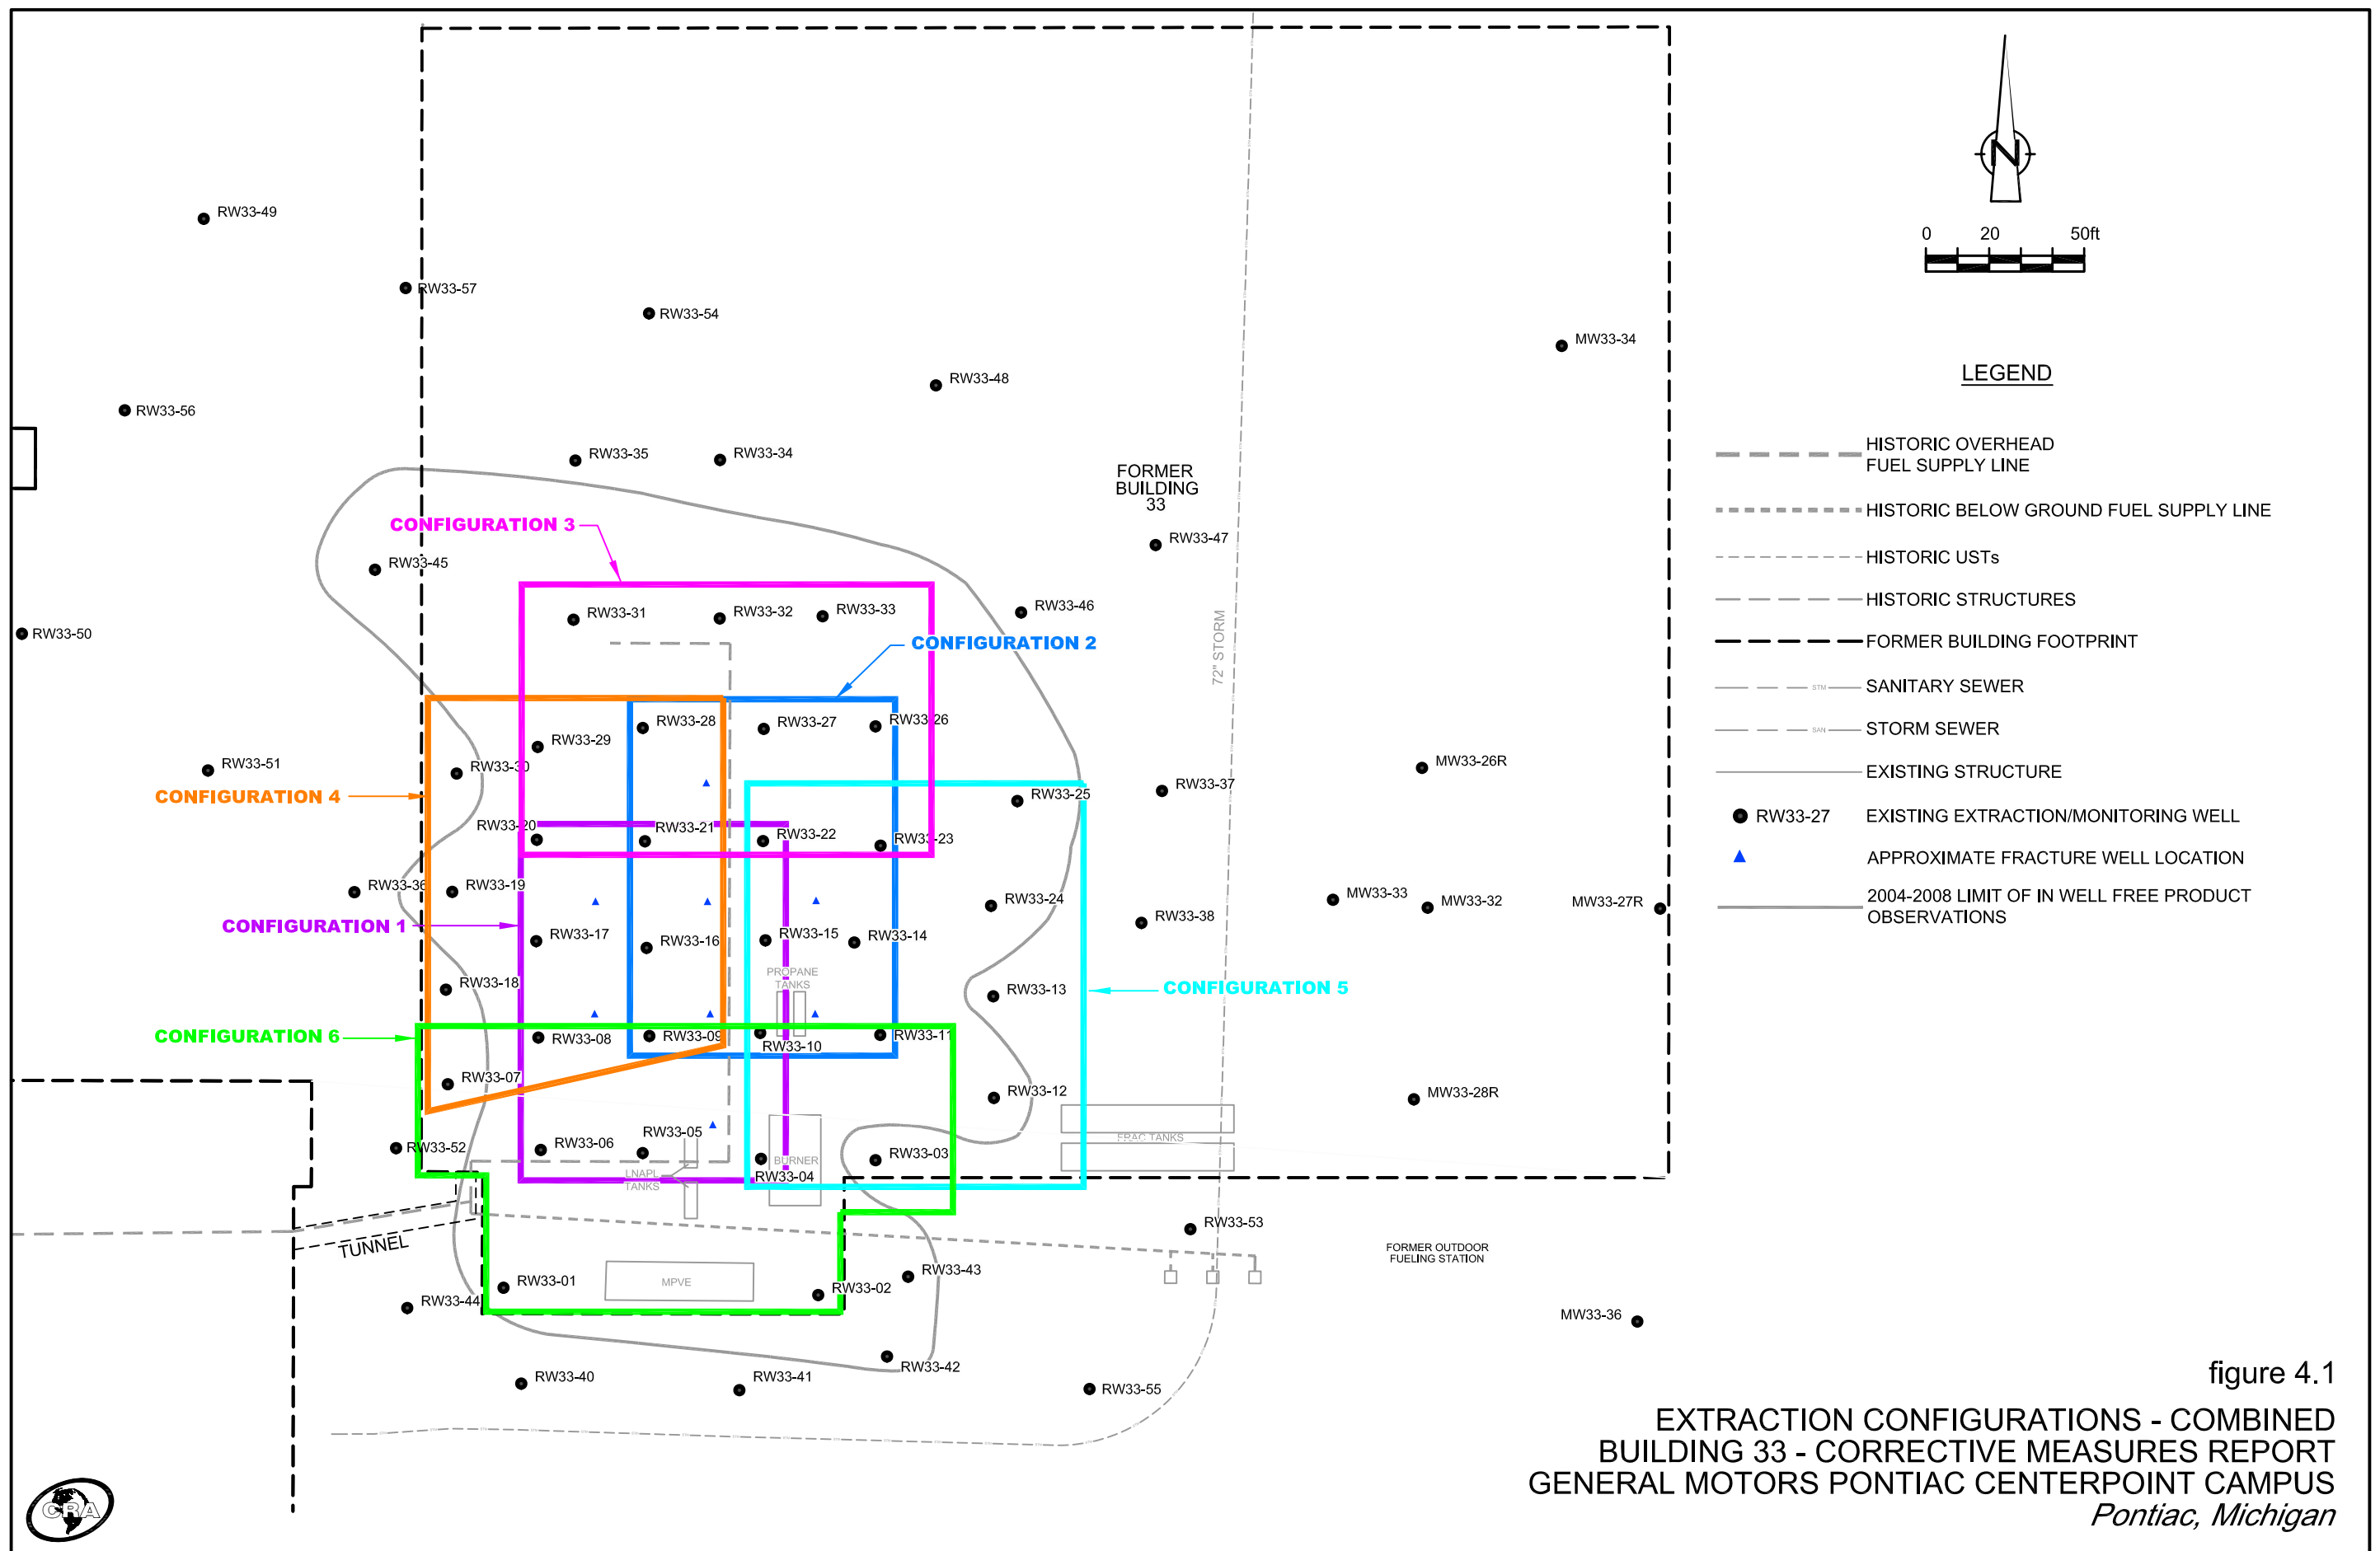 N
0 20 50ft
RW33-49
RW33-57
RW33-54
MW33-34
RW33-48
LEGEND
RW33-56
HISTORIC OVERHEAD
FUEL SUPPLY LINE
RW33-35
RW33-34
FORMER
BUILDING
33
HISTORIC BELOW GROUND FUEL SUPPLY LINE
CONFIGURATION 3
RW33-47
HISTORIC USTs
RW33-45
HISTORIC STRUCTURES
RW33-31
RW33-32
RW33-33
RW33-46
RW33-50
CONFIGURATION 2
72" STORM
FORMER BUILDING FOOTPRINT
STM
SANITARY SEWER
RW33-28
RW33-27
RW33-26
SAN
STORM SEWER
RW33-29
RW33-51
RW33-30
MW33-26R
EXISTING STRUCTURE
CONFIGURATION 4
RW33-25
RW33-37
RW33-27
EXISTING EXTRACTION/MONITORING WELL
RW33-20
RW33-21
RW33-22
RW33-23
APPROXIMATE FRACTURE WELL LOCATION
RW33-36
RW33-19
RW33-24
MW33-33
MW33-32
MW33-27R
2004-2008 LIMIT OF IN WELL FREE PRODUCT
OBSERVATIONS
CONFIGURATION 1
RW33-38
RW33-17
RW33-16
RW33-15
RW33-14
PROPANE
TANKS
RW33-18
RW33-13
CONFIGURATION 5
CONFIGURATION 6
RW33-08
RW33-09
RW33-10
RW33-11
RW33-07
RW33-12
MW33-28R
RW33-52
RW33-06
RW33-05
FRAC TANKS
RW33-03
BURNER
LNAPL
TANKS
RW33-04
RW33-53
TUNNEL
FORMER OUTDOOR
FUELING STATION
RW33-01
MPVE
RW33-02
RW33-43
RW33-44
MW33-36
RW33-42
RW33-40
RW33-41
RW33-55
figure 4.1
EXTRACTION CONFIGURATIONS - COMBINED
BUILDING 33 - CORRECTIVE MEASURES REPORT
GENERAL MOTORS PONTIAC CENTERPOINT CAMPUS
Pontiac, Michigan
CRA